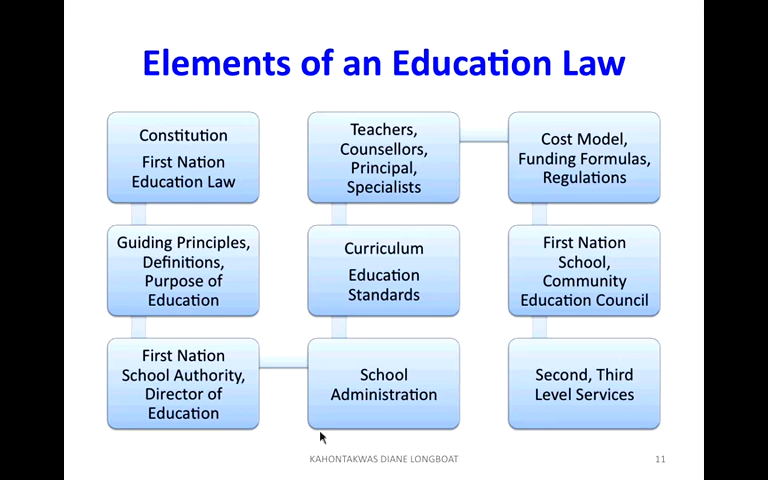 Elements of an Education Law
Constitution
First Nation
Education Law
Guiding Principles,
Definitions,
Purpose of
Education
First Nation
School Authority,
Director of
Education
School
Administration
Curriculum
Education
Standards
Teachers,
Counsellors,
Principal,
Specialists
Cost Model,
Funding Formulas,
Regulations
First Nation
School,
Community
Education Council
Second, Third
Level Services
KAHONTAKWAS DIANE LONGBOAT
11